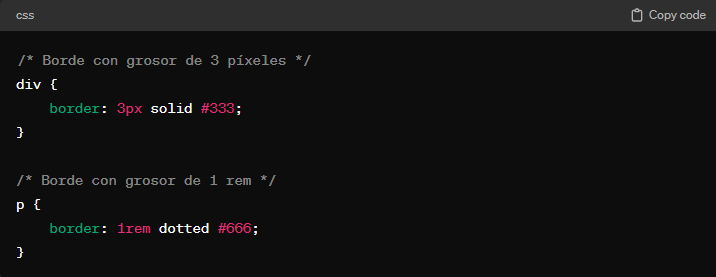 css
Copy code
/* Borde con grosor de 3 píxeles */
div {
    border: 3px solid #333;
}
/* Borde con grosor de 1 rem */
p {
    border: 1rem dotted #666;
}